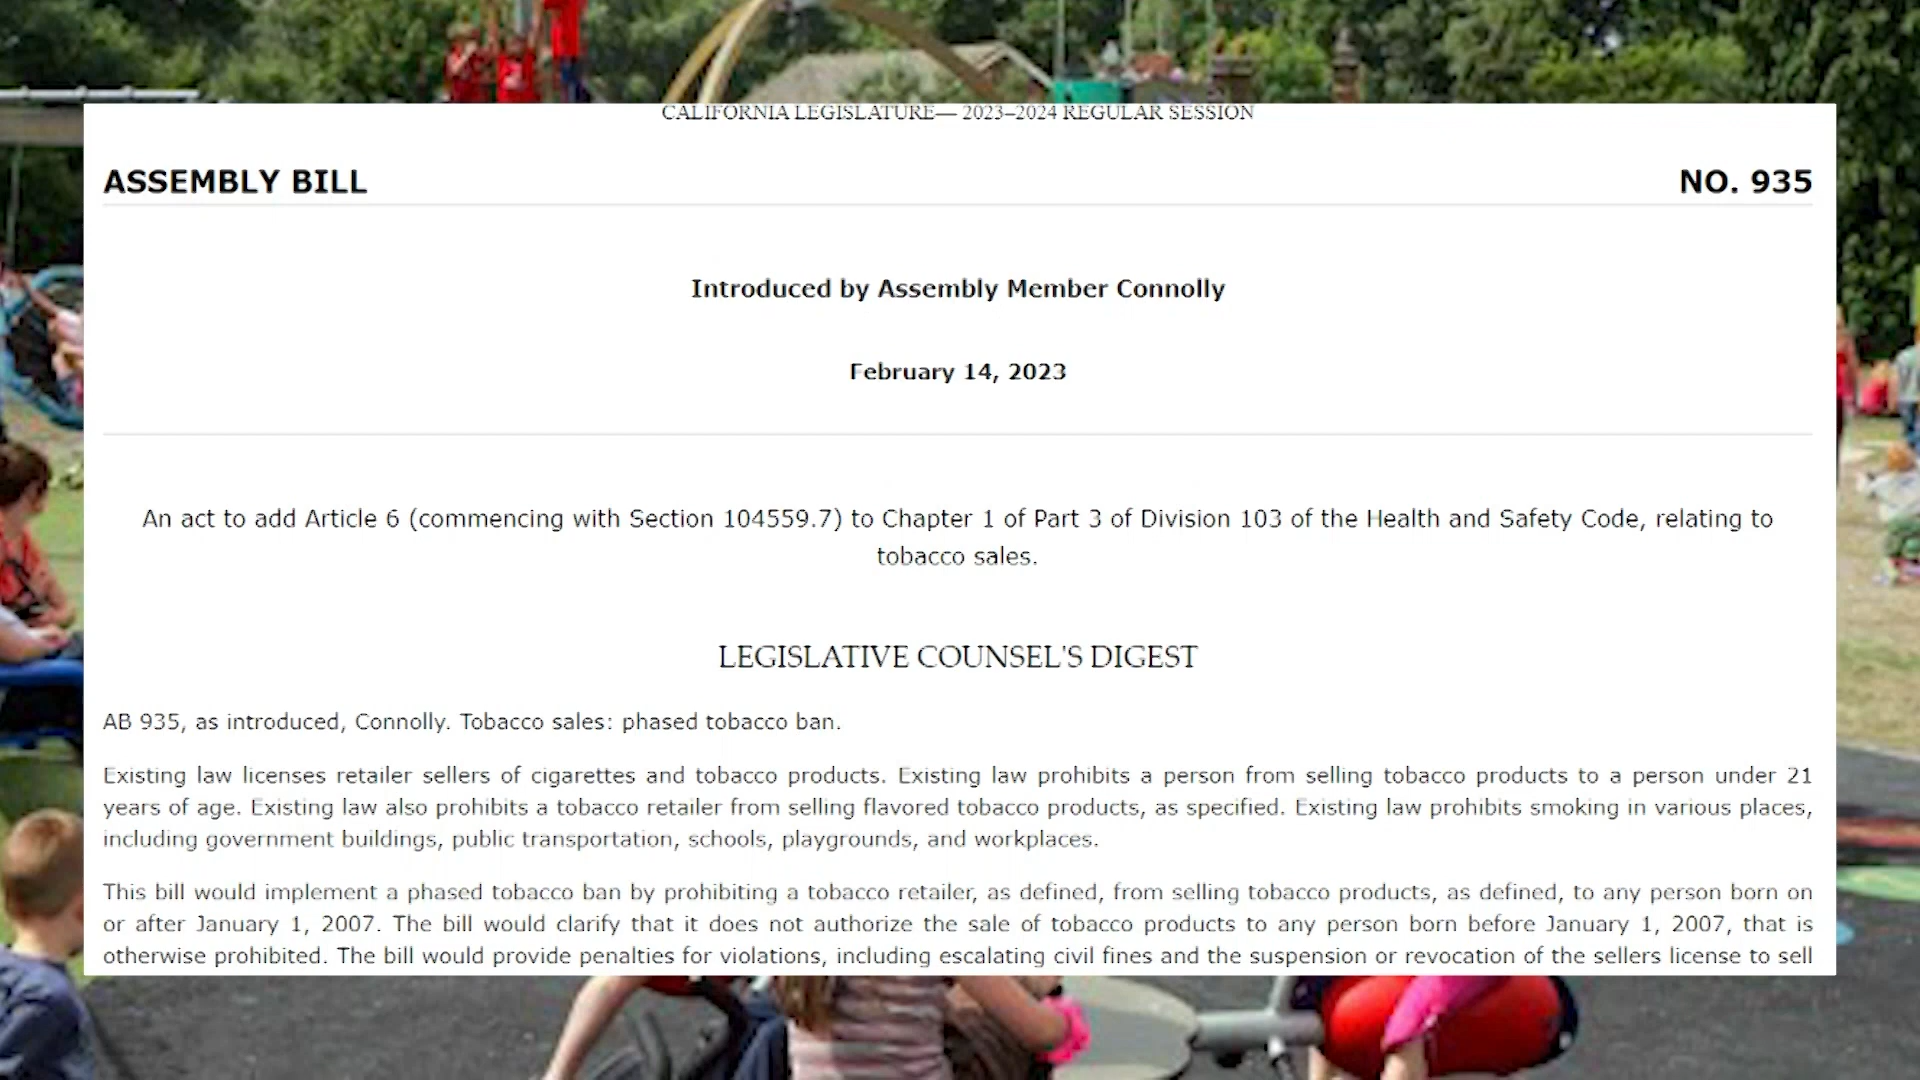 CALIFORNIA LEGISLATURE— 2023–2024 REGULAR SESSION
ASSEMBLY BILL
NO. 935
Introduced by Assembly Member Connolly
February 14, 2023
An act to add Article 6 (commencing with Section 104559.7) to Chapter 1 of Part 3 of Division 103 of the Health and Safety Code, relating to
tobacco sales.
LEGISLATIVE COUNSEL'S DIGEST
AB 935, as introduced, Connolly. Tobacco sales: phased tobacco ban.
Existing law licenses retailer sellers of cigarettes and tobacco products. Existing law prohibits a person from selling tobacco products to a person under 21
years of age. Existing law also prohibits a tobacco retailer from selling flavored tobacco products, as specified. Existing law prohibits smoking in various places,
including government buildings, public transportation, schools, playgrounds, and workplaces.
This bill would implement a phased tobacco ban by prohibiting a tobacco retailer, as defined, from selling tobacco products, as defined, to any person born on
or after January 1, 2007. The bill would clarify that it does not authorize the sale of tobacco products to any person born before January 1, 2007, that is
otherwise prohibited. The bill would provide penalties for violations, including escalating civil fines and the suspension or revocation of the sellers license to sell